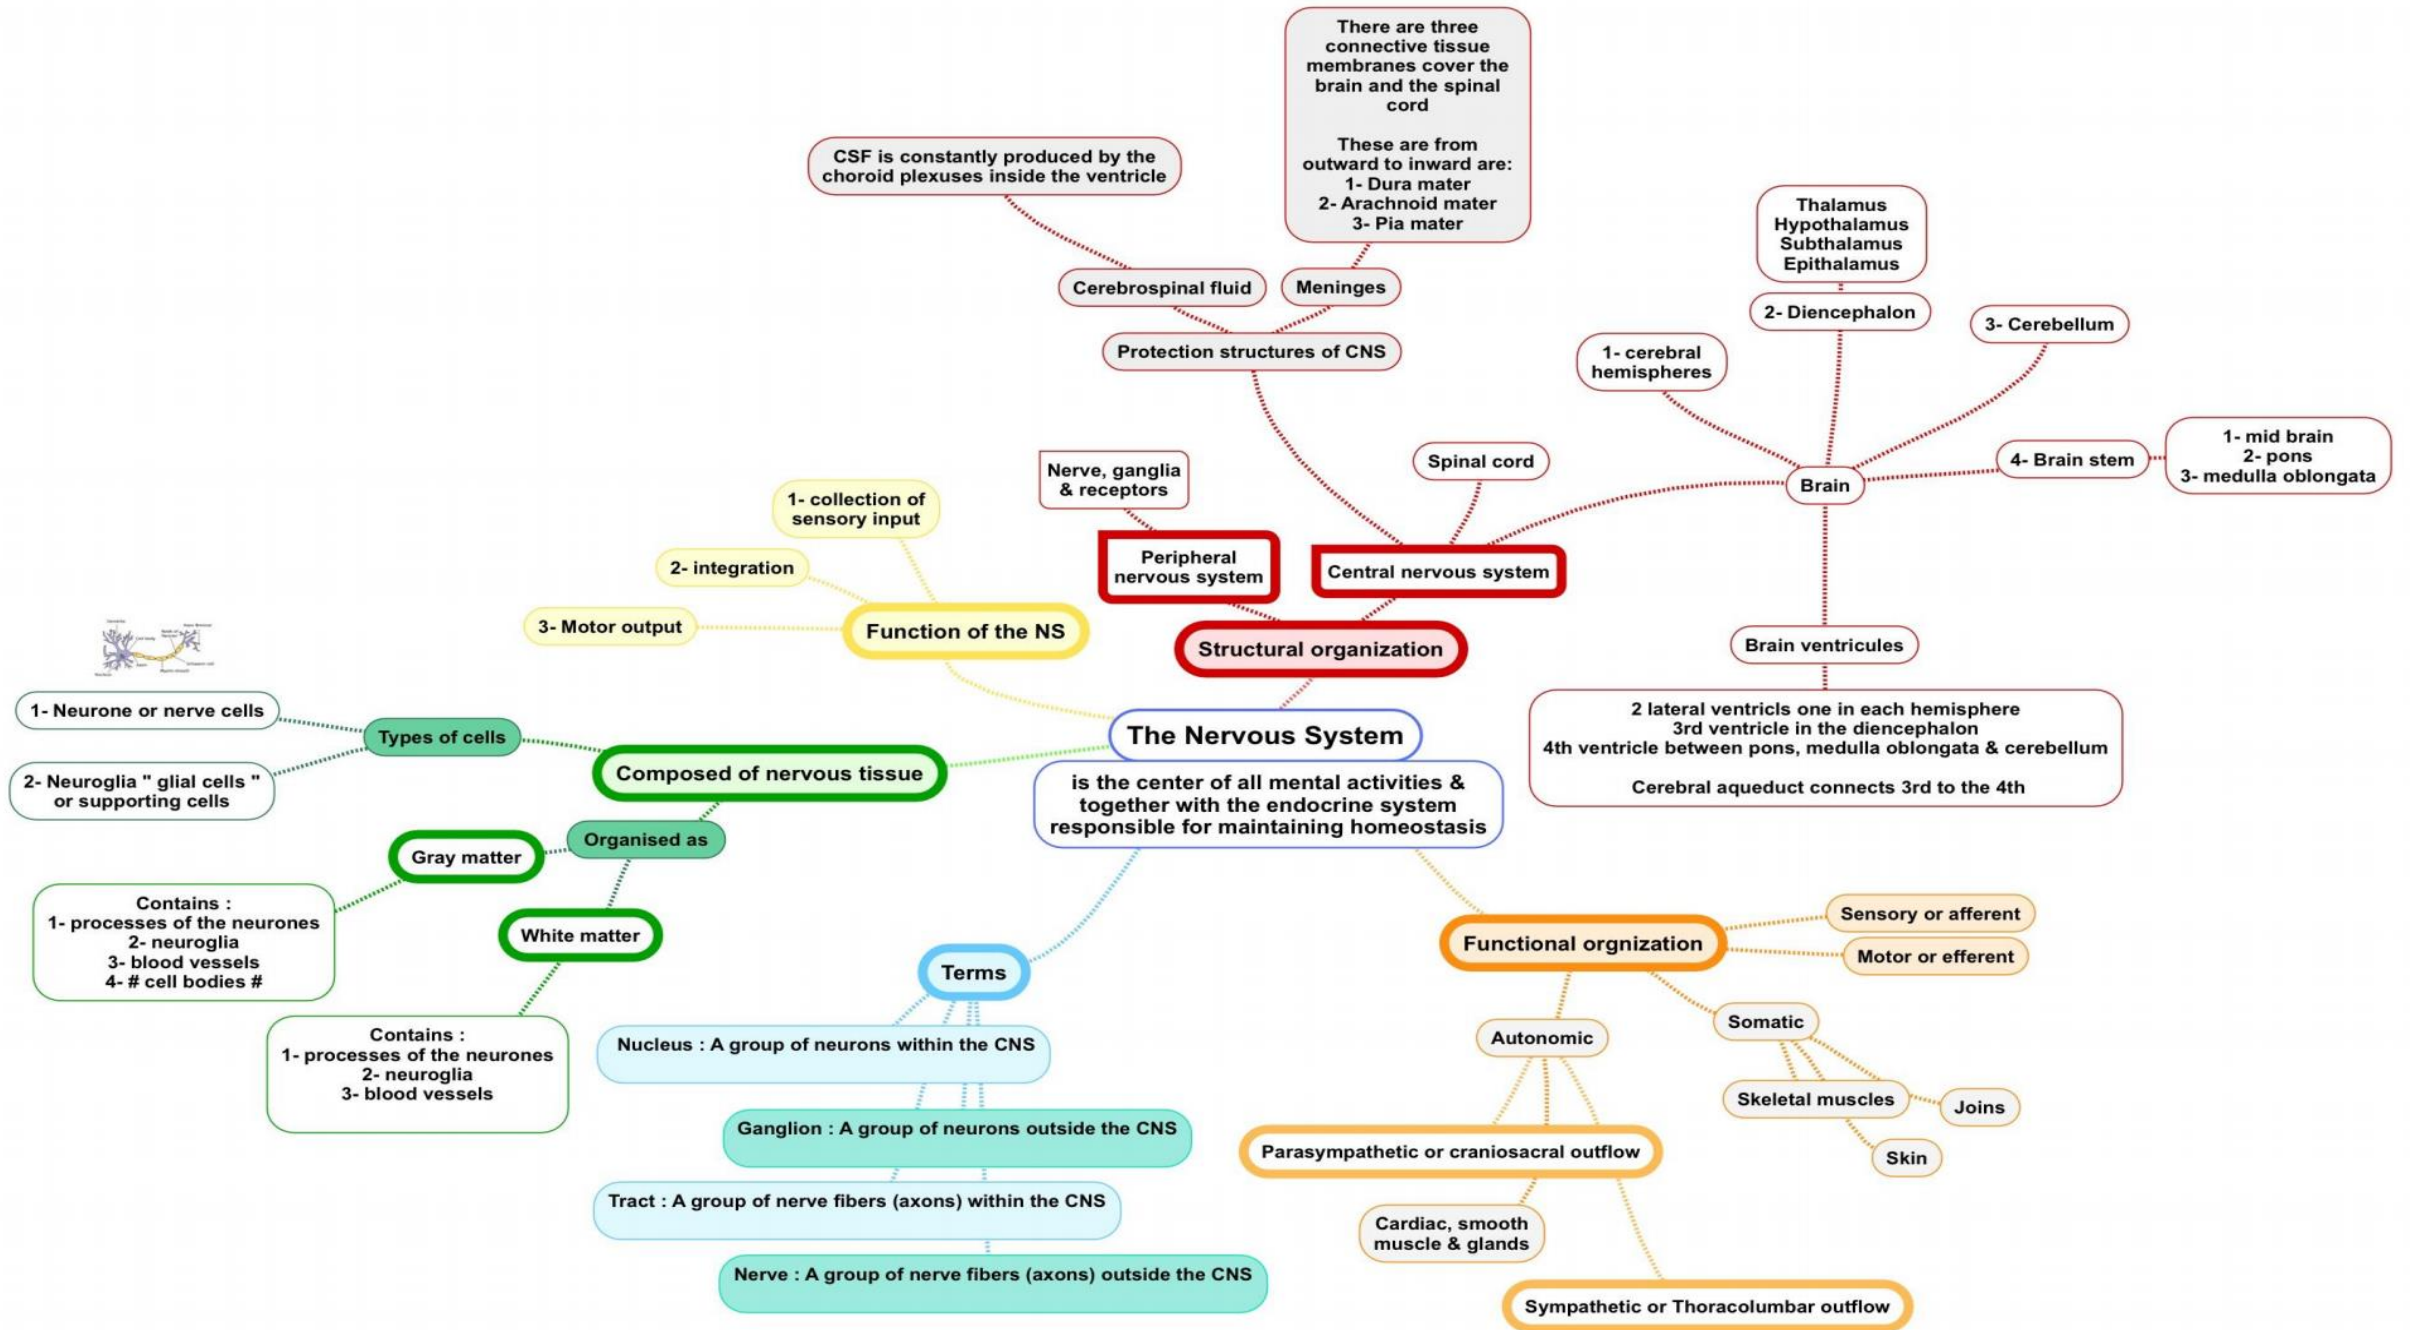 There are three
connective tissue
membranes cover the
brain and the spinal
cord
These are from
outward to inward are:
1- Dura mater
2- Arachnoid mater
3- Pia mater
CSF is constantly produced by the
choroid plexuses inside the ventricle
Thalamus
Hypothalamus
Subthalamus
Epithalamus
Cerebrospinal fluid
Meninges
2- Diencephalon
3- Cerebellum
Protection structures of CNS
1- cerebral
hemispheres
Nerve, ganglia
& receptors
Spinal cord
4- Brain stem
1- mid brain
2- pons
3- medulla oblongata
Brain
1- collection of
sensory input
2- integration
3- Motor output
Function of the NS
Peripheral
nervous system
Central nervous system
Structural organization
Brain ventricules
2 lateral ventricls one in each hemisphere
3rd ventricle in the diencephalon
4th ventricle between pons, medulla oblongata & cerebellum
Cerebral aqueduct connects 3rd to the 4th
1- Neurone or nerve cells
Types of cells
2- Neuroglia " glial cells "
or supporting cells
Composed of nervous tissue
The Nervous System
is the center of all mental activities &
together with the endocrine system
responsible for maintaining homeostasis
Organised as
Gray matter
Contains :
1- processes of the neurones
2- neuroglia
3- blood vessels
4- # cell bodies #
White matter
Contains :
1- processes of the neurones
2- neuroglia
3- blood vessels
Terms
Nucleus : A group of neurons within the CNS
Ganglion : A group of neurons outside the CNS
Tract : A group of nerve fibers (axons) within the CNS
Nerve : A group of nerve fibers (axons) outside the CNS
Functional orgnization
Sensory or afferent
Motor or efferent
Autonomic
Somatic
Skeletal muscles
Joins
Skin
Parasympathetic or craniosacral outflow
Cardiac, smooth
muscle & glands
Sympathetic or Thoracolumbar outflow